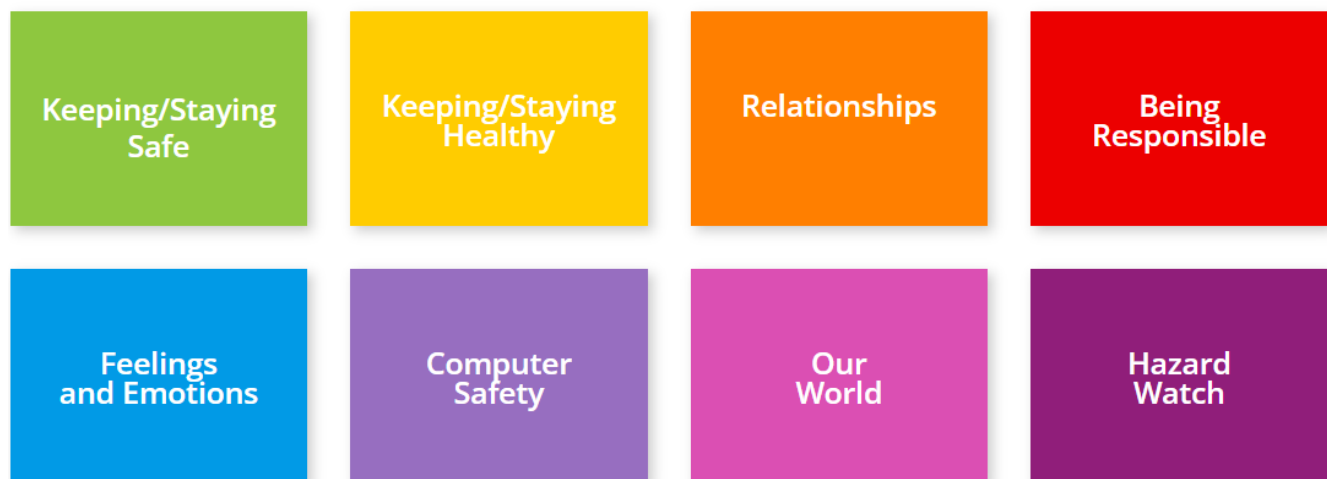 Keeping/Staying
Safe
Keeping/Staying
Healthy
Relationships
Being
Responsible
Feelings
and Emotions
Computer
Safety
Our
World
Hazard
Watch